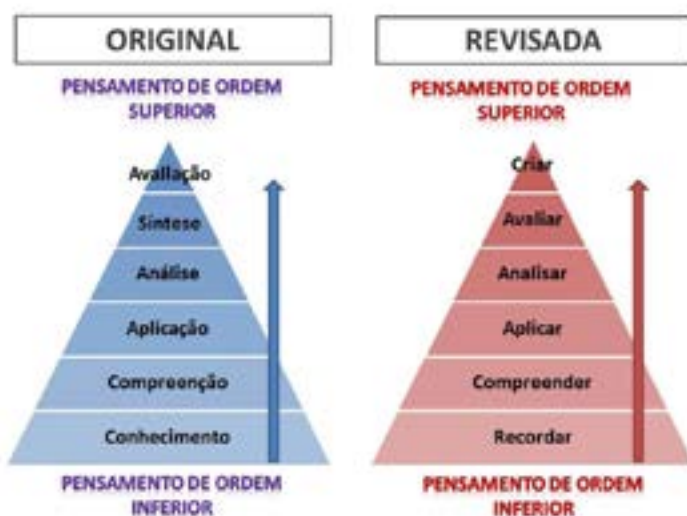 ORIGINAL
PENSAMENTO DE ORDEM
SUPERIOR
Avaliação
Síntese
Análise
Aplicação
Compreenção
Conhecimento
PENSAMENTO DE ORDEM
INFERIOR
REVISADA
PENSAMENTO DE ORDEM
SUPERIOR
Criar
Avaliar
Analisar
Aplicar
Compreender
Recordar
PENSAMENTO DE ORDEM
INFERIOR